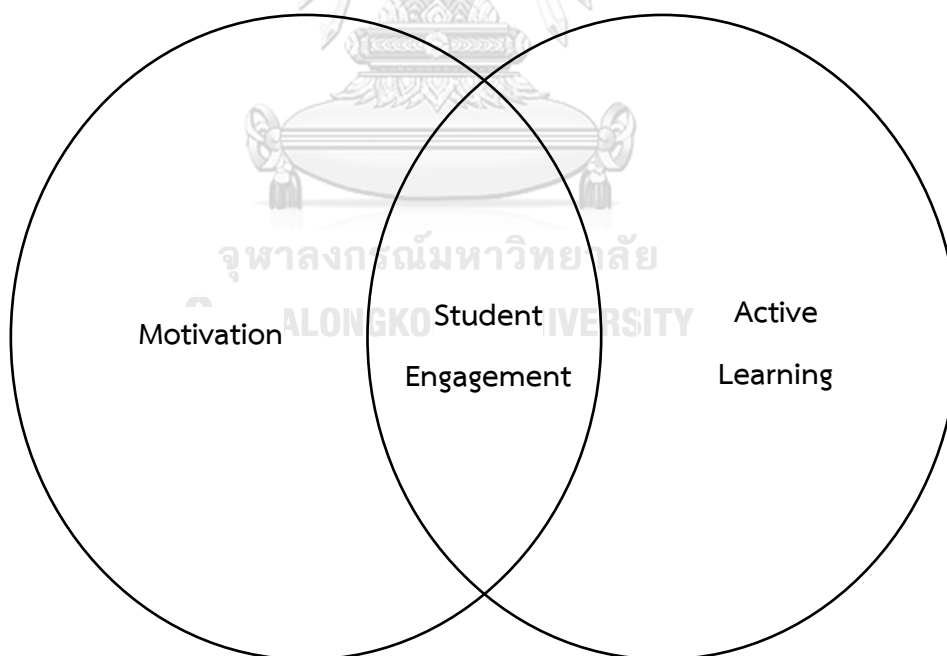 จุฬาลงกรณ์มหาวิทยาลัย
Motivation
Student
Engagement
Active
Learning